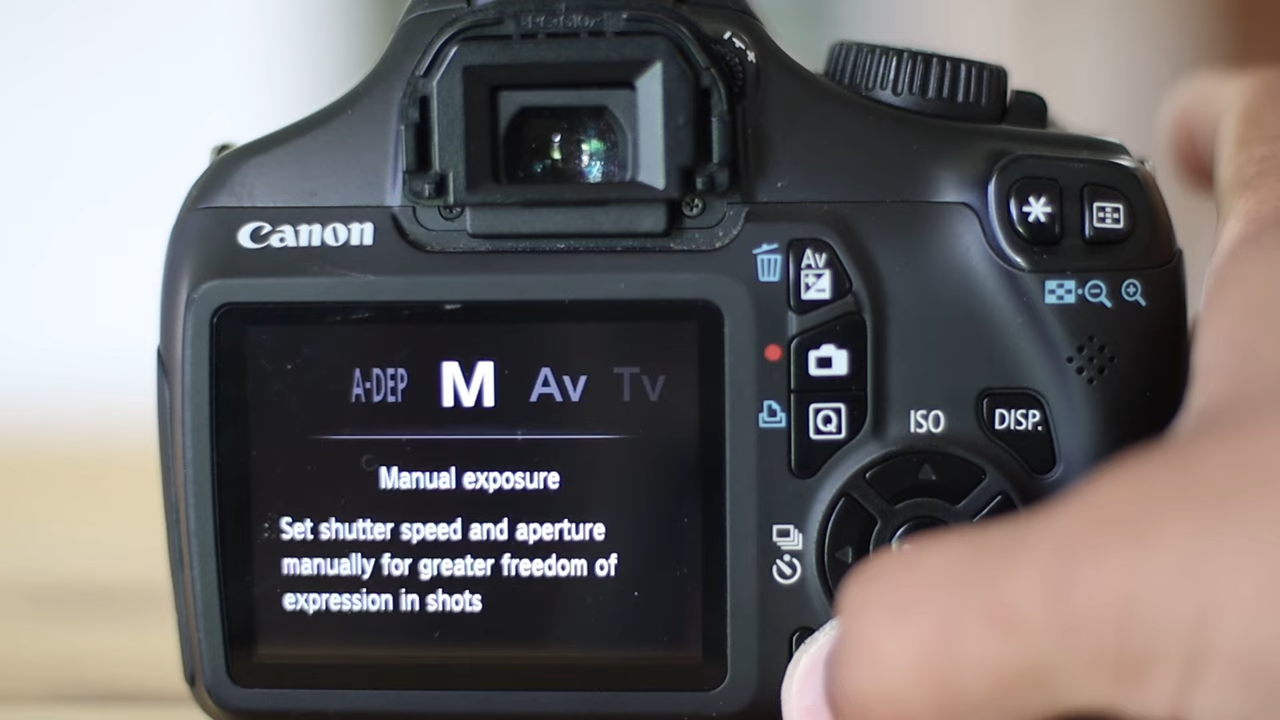 Canon
Av
A-DEP M Av Tv
Manual exposure
Set shutter speed and aperture
manually for greater freedom of
expression in shots
Q
ISO
DISP.